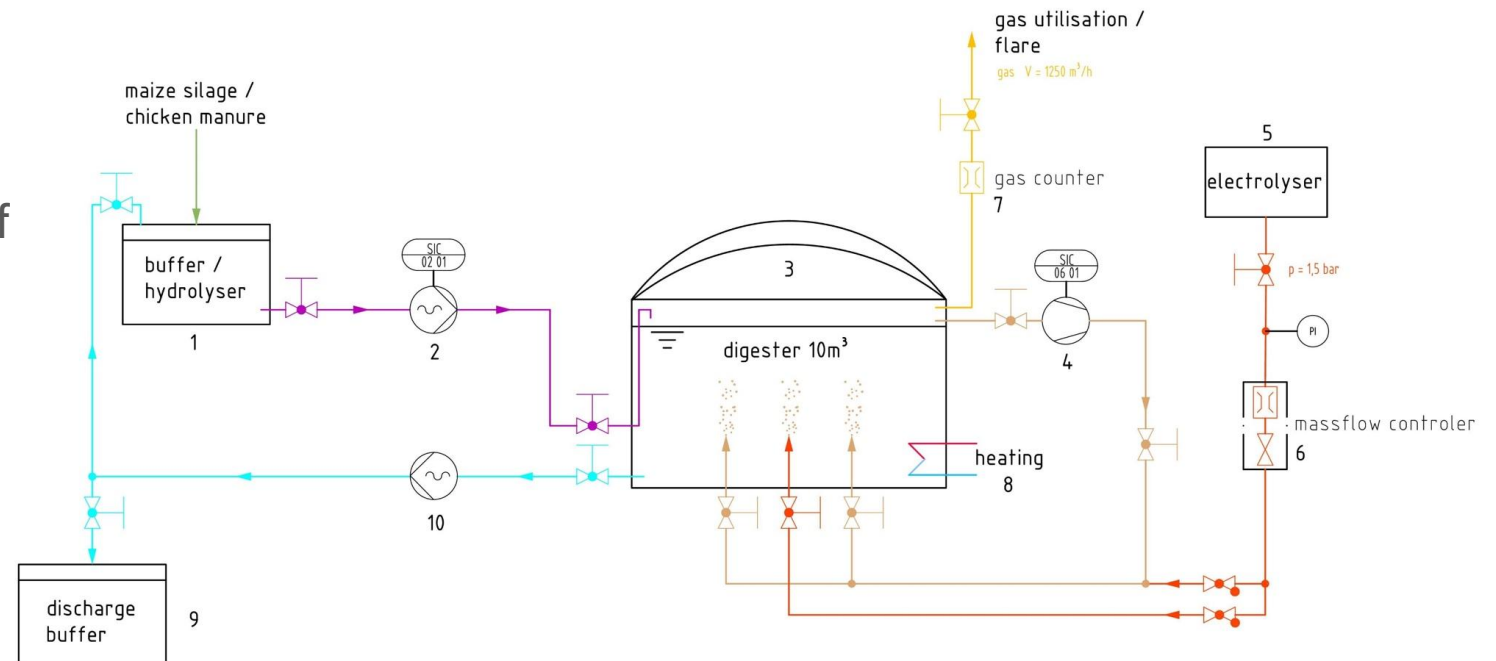 gas utilisation /
flare
gas V = 1250 m³/h
maize silage /
chicken manure
5
electrolyser
f
gas counter
7
buffer /
hydrolyser
1
SIC
02 01
2
3
SIC
06 01
4
p = 1,5 bar
PI
digester 10m³
massflow controler
6
heating
8
10
discharge
buffer
9